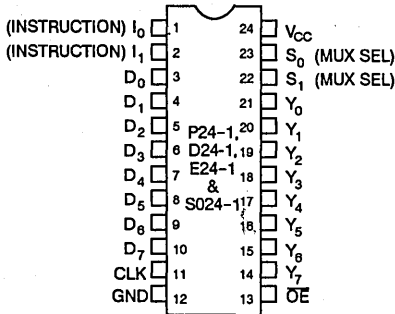 (INSTRUCTION) I0 1 24 VCC
(INSTRUCTION) I1 2 23 S0 (MUX SEL)
D0 3 22 S1 (MUX SEL)
D1 4 21 Y0
D2 5 P24-1, 20 Y1
D3 6 D24-1, 19 Y2
D4 7 E24-1 18 Y3
D5 8 & S024-1 17 Y4
D6 9 16 Y5
D7 10 15 Y6
CLK 11 14 Y7
GND 12 13 O̅E̅